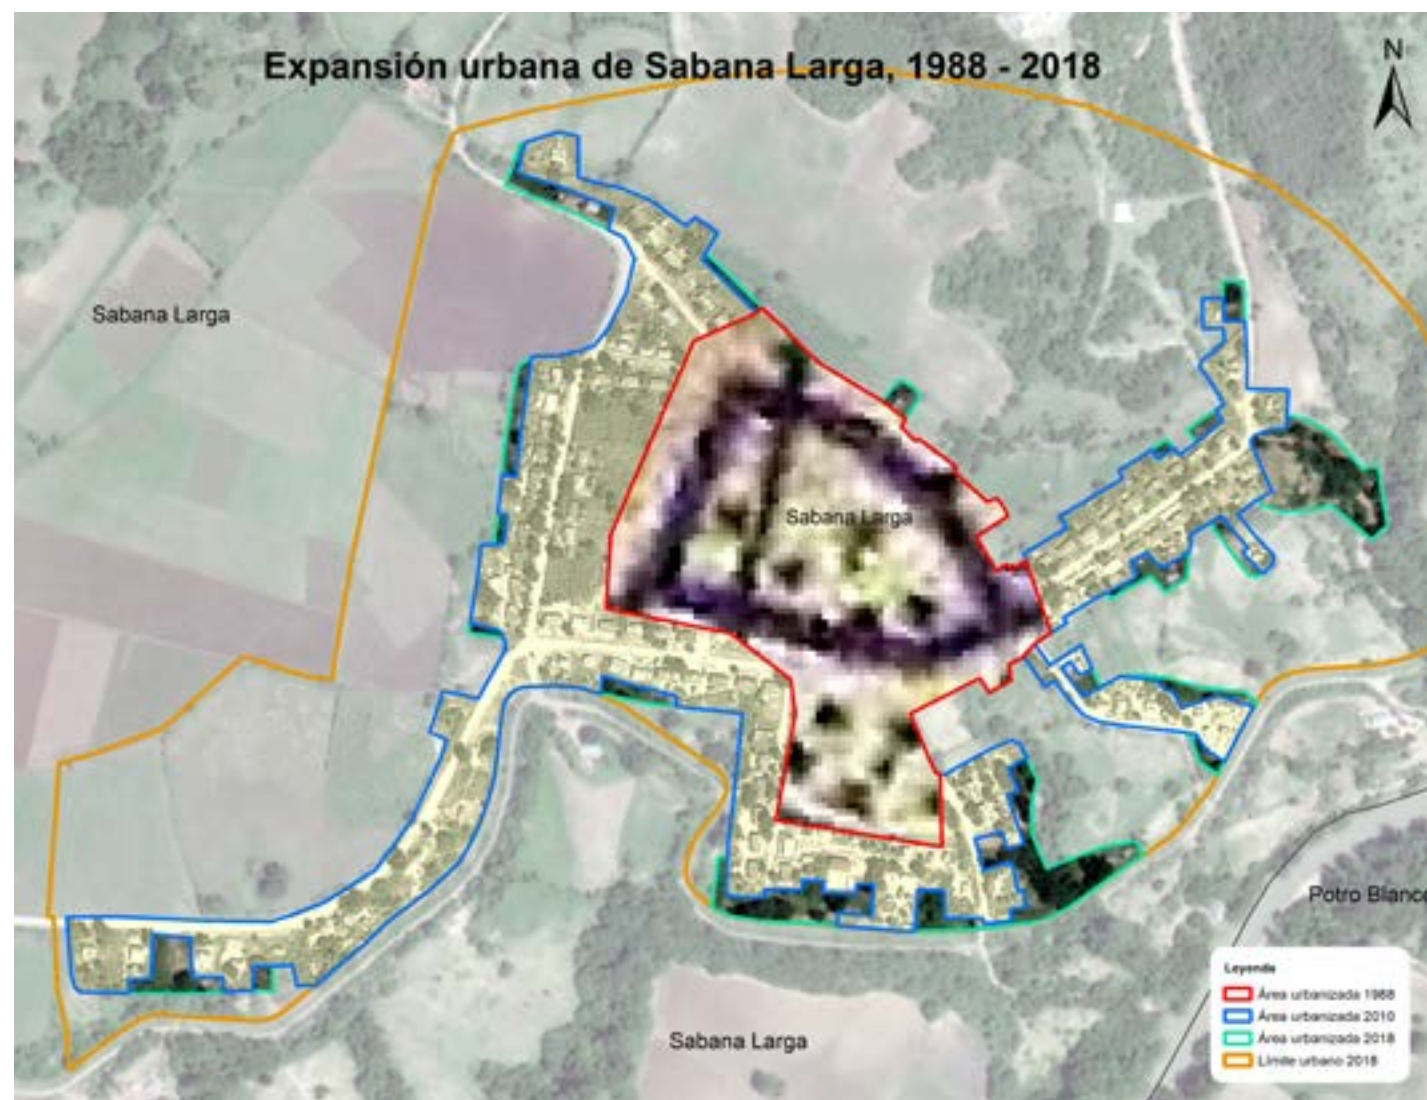 Expansión urbana de Sabana Larga, 1988 - 2018
N
Sabana Larga
Sabana Larga
Potro Blanco
Leyenda
Área urbanizada 1988
Área urbanizada 2010
Área urbanizada 2018
Límite urbano 2018
Sabana Larga